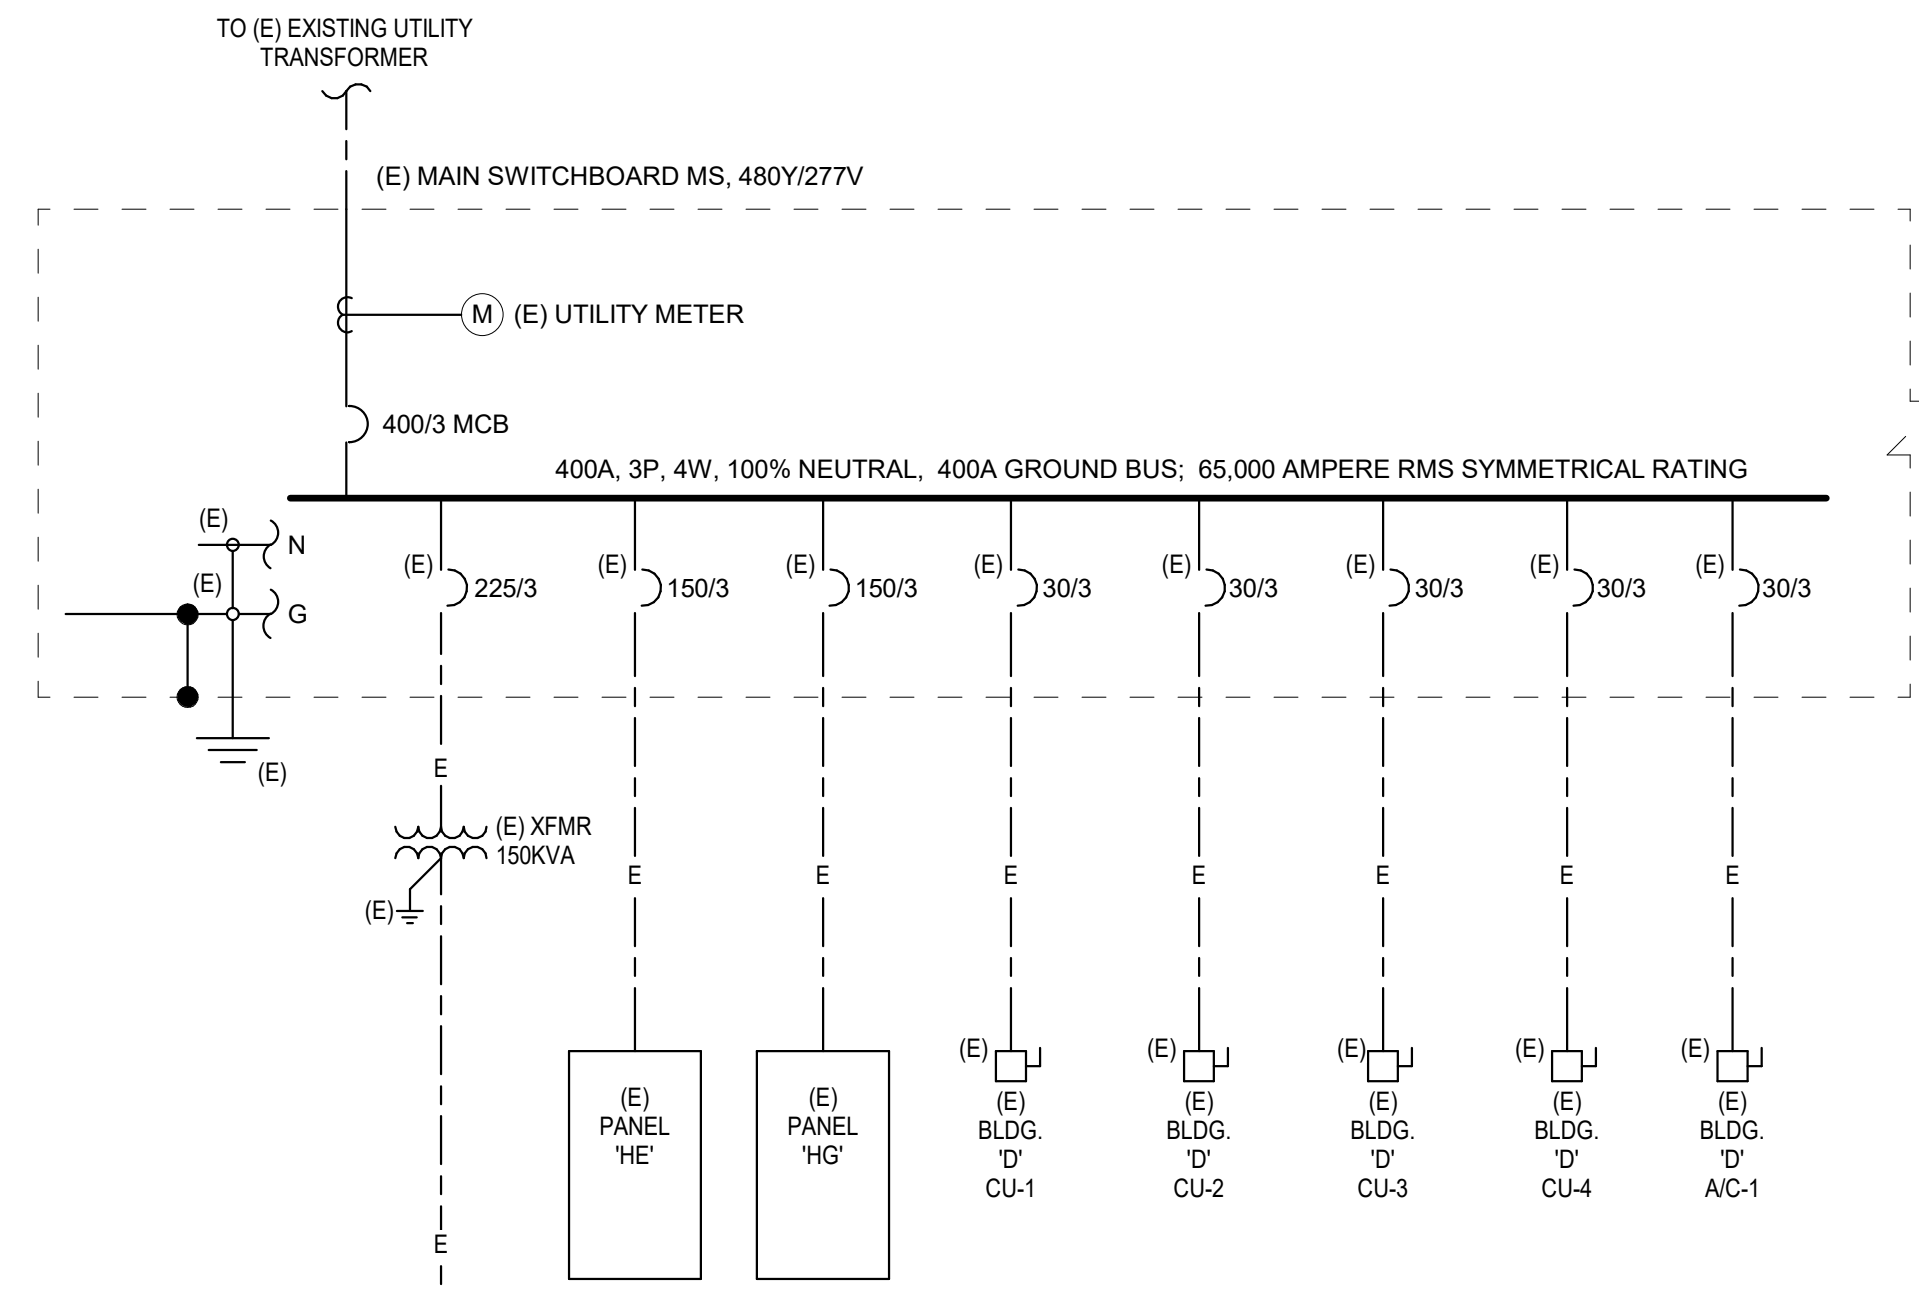 TO (E) EXISTING UTILITY
TRANSFORMER
(E) MAIN SWITCHBOARD MS, 480Y/277V
M (E) UTILITY METER
400/3 MCB
400A, 3P, 4W, 100% NEUTRAL, 400A GROUND BUS; 65,000 AMPERE RMS SYMMETRICAL RATING
(E)
N
(E)
G
(E)
(E) 225/3
(E) 150/3
(E) 150/3
(E) 30/3
(E) 30/3
(E) 30/3
(E) 30/3
(E) 30/3
E
(E) XFMR
150KVA
(E)
E
E
E
E
E
E
E
E
(E)
PANEL
'HE'
(E)
PANEL
'HG'
(E)
(E)
BLDG.
'D'
CU-1
(E)
(E)
BLDG.
'D'
CU-2
(E)
(E)
BLDG.
'D'
CU-3
(E)
(E)
BLDG.
'D'
CU-4
(E)
(E)
BLDG.
'D'
A/C-1